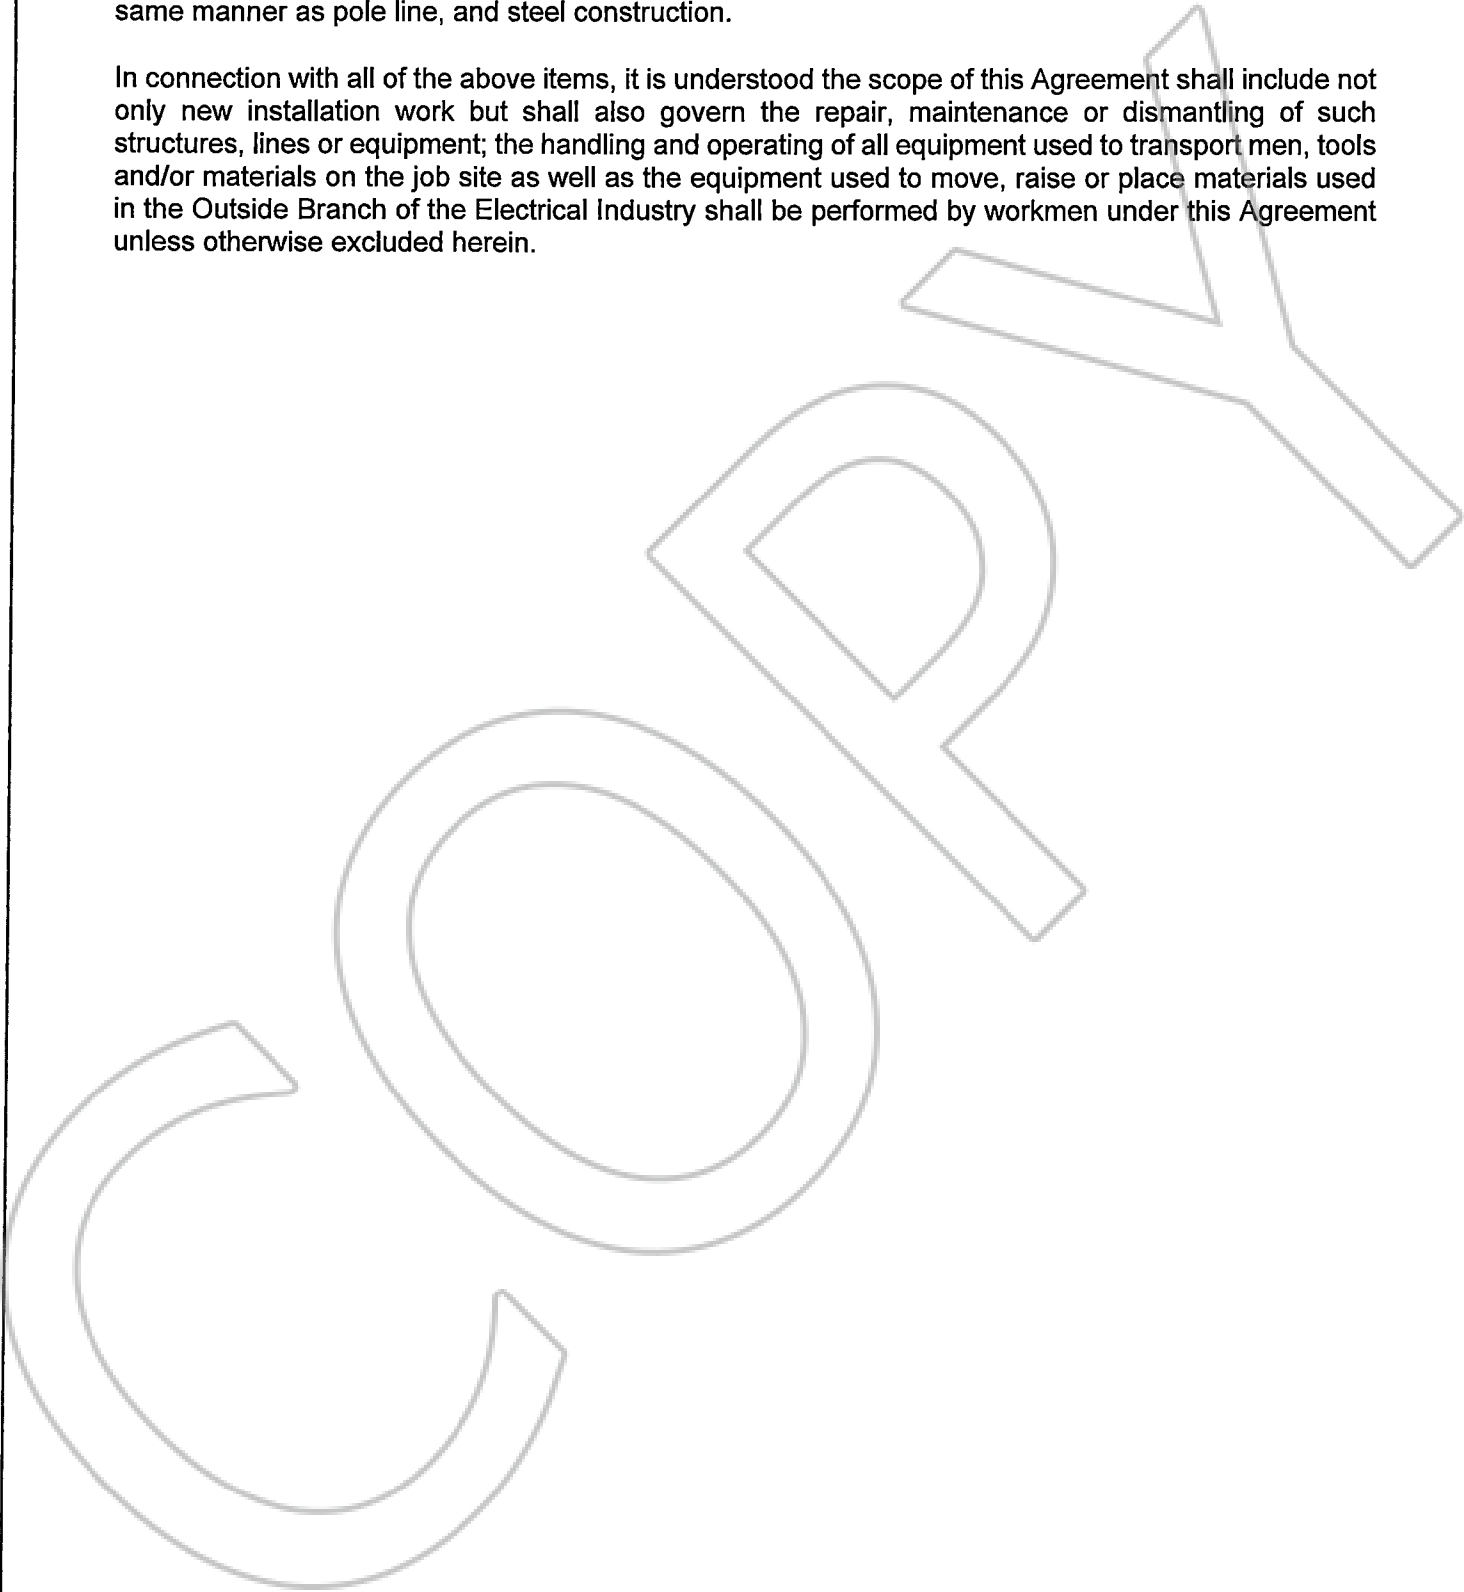 same manner as pole line, and steel construction.
In connection with all of the above items, it is understood the scope of this Agreement shall include not
only new installation work but shall also govern the repair, maintenance or dismantling of such
structures, lines or equipment; the handling and operating of all equipment used to transport men, tools
and/or materials on the job site as well as the equipment used to move, raise or place materials used
in the Outside Branch of the Electrical Industry shall be performed by workmen under this Agreement
unless otherwise excluded herein.
COPY